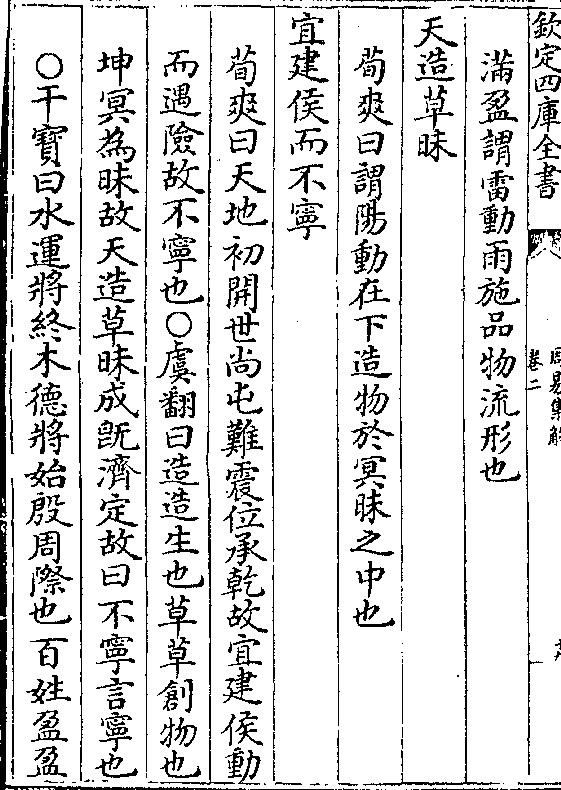 欽定四庫全書
周易集解
卷二
滿盈謂雷動雨施品物流形也
天造草昧
荀爽曰謂陽動在下造物於冥昧之中也
宜建侯而不寧
荀爽曰天地初開世尚屯難震位承乾故宜建侯動
而遇險故不寧也〇虞翻曰造造生也草草創物也
坤冥為昧故天造草昧成既濟定故曰不寧言寧也
〇干寶曰水運將終木德將始殷周際也百姓盈盈